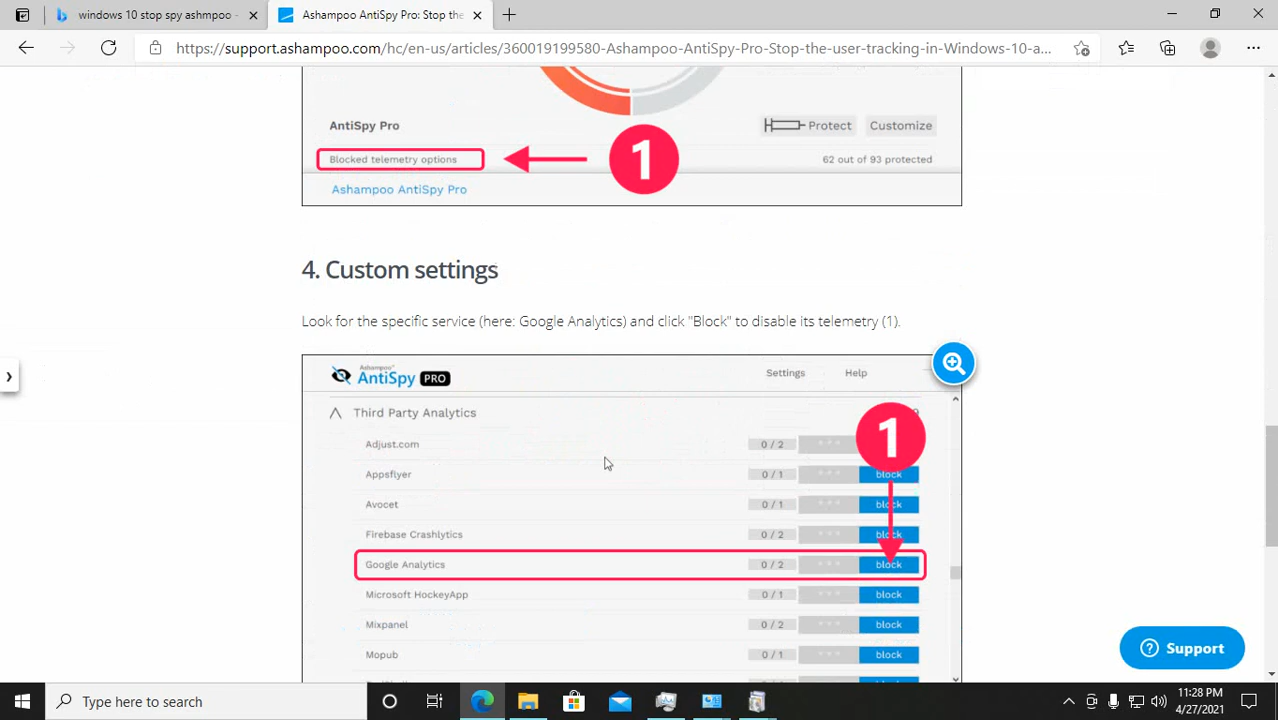 windows 10 stop spy ashmpoo -
Ashampoo AntiSpy Pro: Stop the
https://support.ashampoo.com/hc/en-us/articles/360019199580-Ashampoo-AntiSpy-Pro-Stop-the-user-tracking-in-Windows-10-a...
AntiSpy Pro
Protect
Customize
Blocked telemetry options
1
62 out of 93 protected
Ashampoo AntiSpy Pro
4. Custom settings
Look for the specific service (here: Google Analytics) and click "Block" to disable its telemetry (1).
Ashampoo
AntiSpy PRO
Settings
Help
Third Party Analytics
1
Adjust.com 0 / 2
Appsflyer 0 / 1 block
Avocet 0 / 1 block
Firebase Crashlytics 0 / 2 block
Google Analytics 0 / 2 block
Microsoft HockeyApp 0 / 1 block
Mixpanel 0 / 2 block
Mopub 0 / 1 block
Support
Type here to search
11:28 PM
4/27/2021